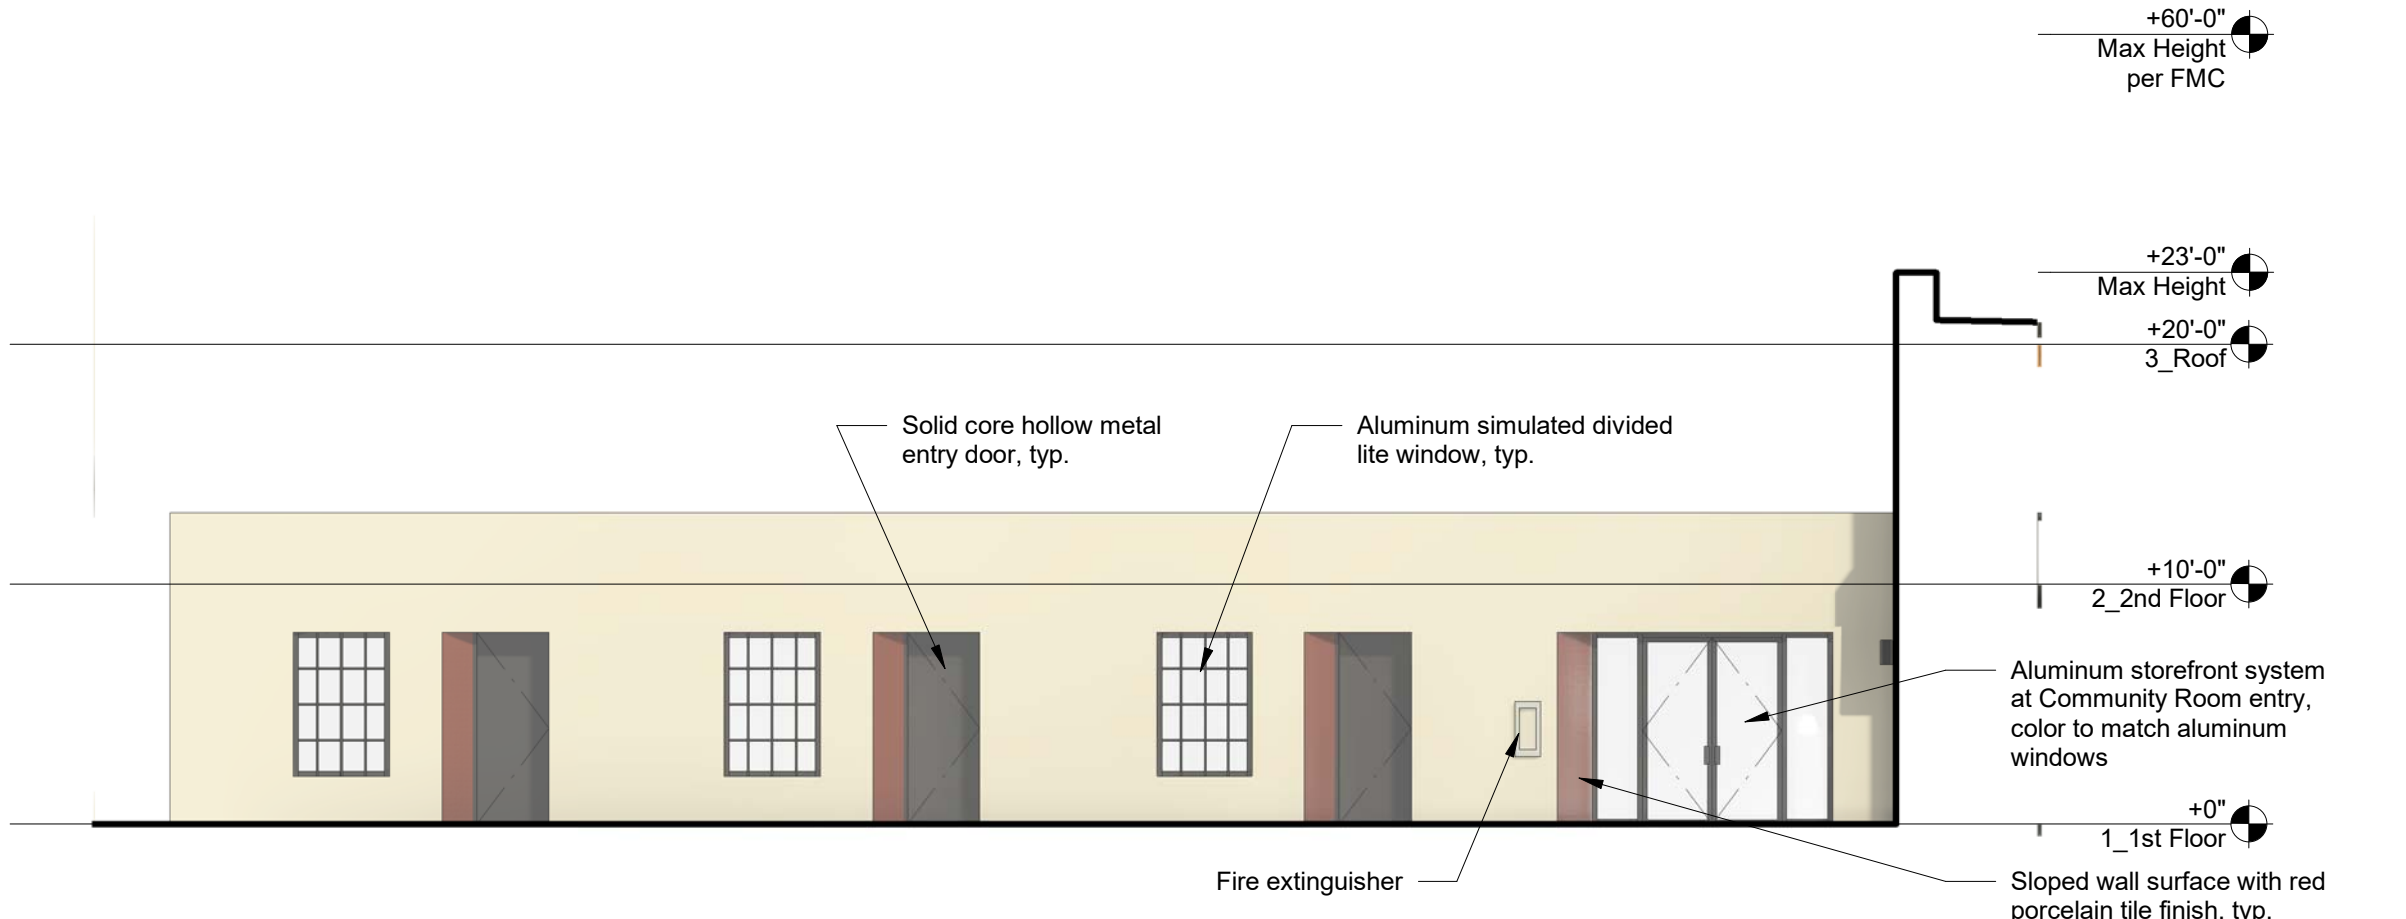 +60'-0"
Max Height
per FMC
+23'-0"
Max Height
+20'-0"
3_Roof
Solid core hollow metal
entry door, typ.
Aluminum simulated divided
lite window, typ.
+10'-0"
2_2nd Floor
Aluminum storefront system
at Community Room entry,
color to match aluminum
windows
+0"
1_1st Floor
Fire extinguisher
Sloped wall surface with red
porcelain tile finish, typ.